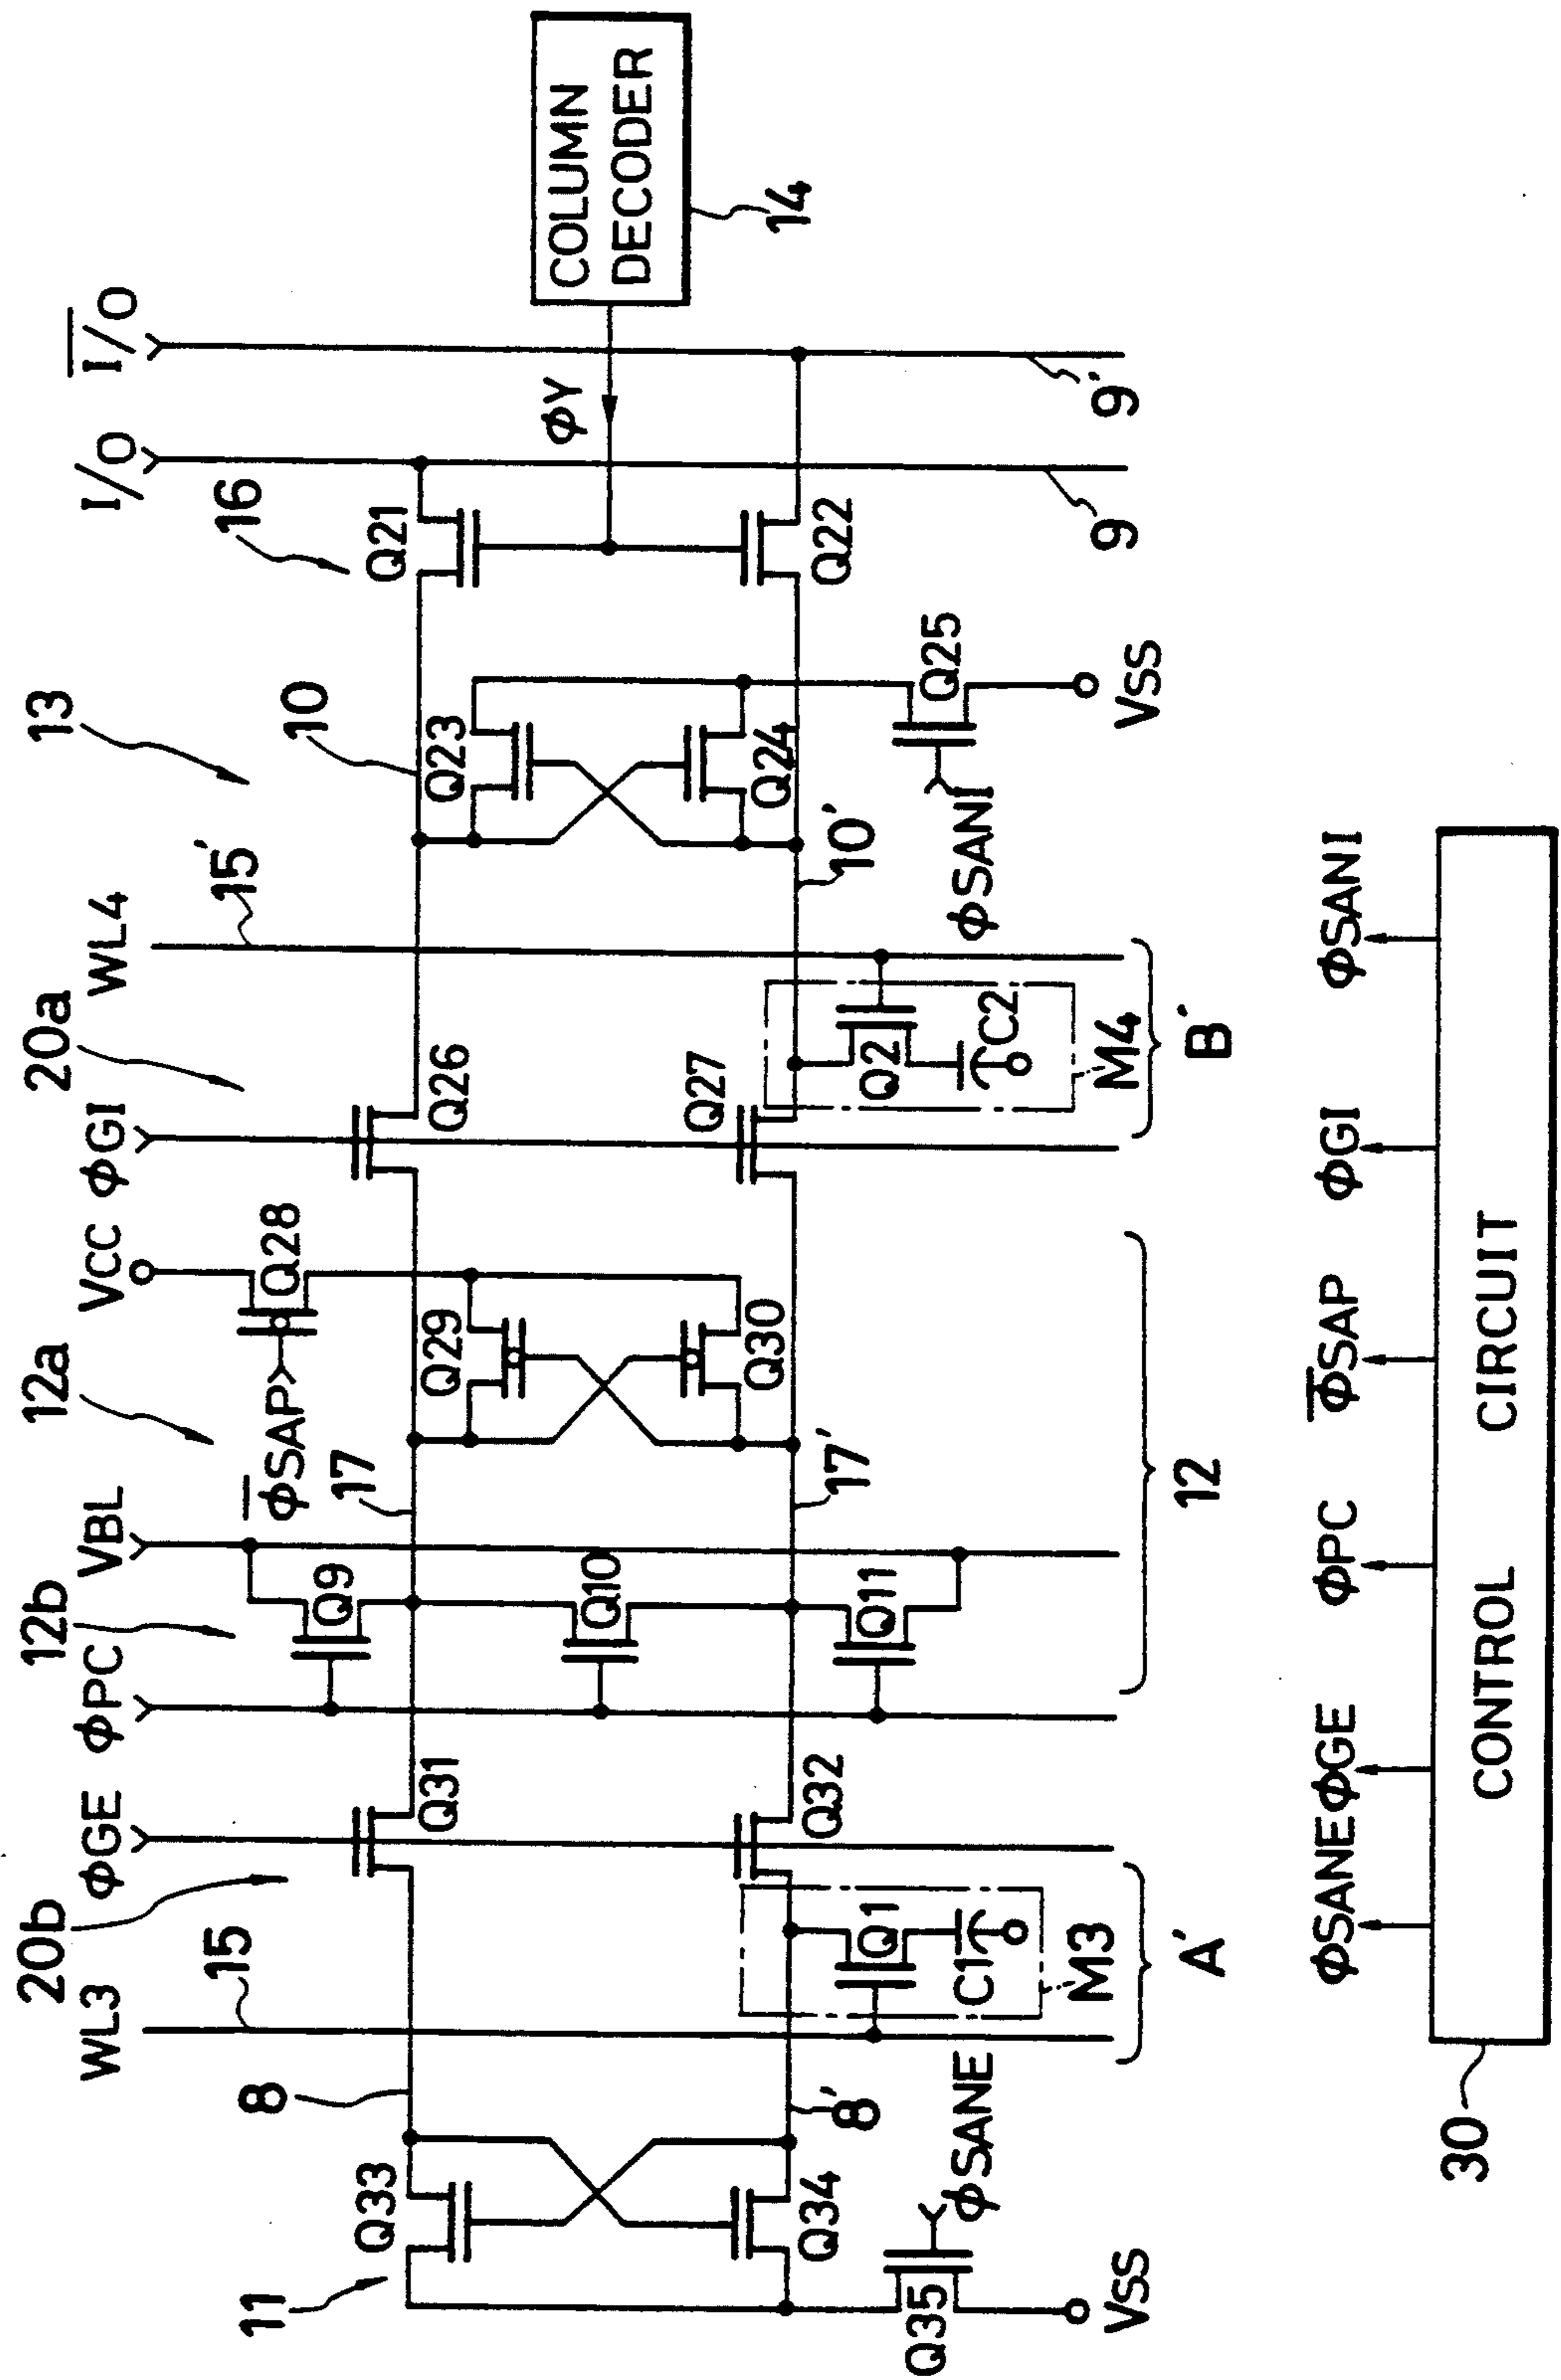 WL3
15
20b
ΦGE
ΦPC
12b
VBL
12a
VCC
ΦGI
20a
WL4
15'
13
16
I/O
I̅/O
Φ̅SAP
Q28
11
8
17
10
Q33
Q31
Q9
Q29
Q26
Q23
Q21
ΦY
COLUMN
DECODER
14
Q10
Q34
8'
Q32
17'
Q30
Q27
10'
Q24
Q22
Q1
C1
M3
Q11
Q2
C2
M4
Q35
ΦSANE
VSS
A'
12
B'
ΦSANI
Q25
VSS
9
9'
ΦSANE
ΦGE
ΦPC
Φ̅SAP
ΦGI
ΦSANI
30
CONTROL CIRCUIT